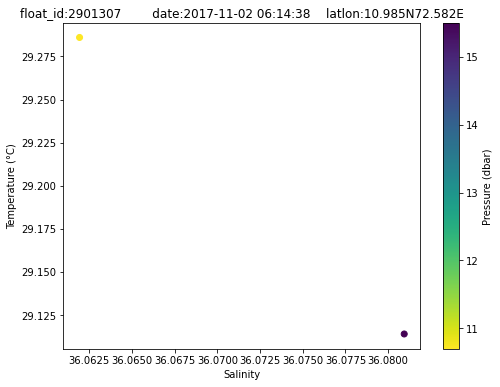 float_id:2901307 date:2017-11-02 06:14:38 latlon:10.985N72.582E
29.275
29.250
29.225
29.200
29.175
29.150
29.125
Temperature (°C)
36.0625 36.0650 36.0675 36.0700 36.0725 36.0750 36.0775 36.0800
Salinity
15
14
13
12
11
Pressure (dbar)